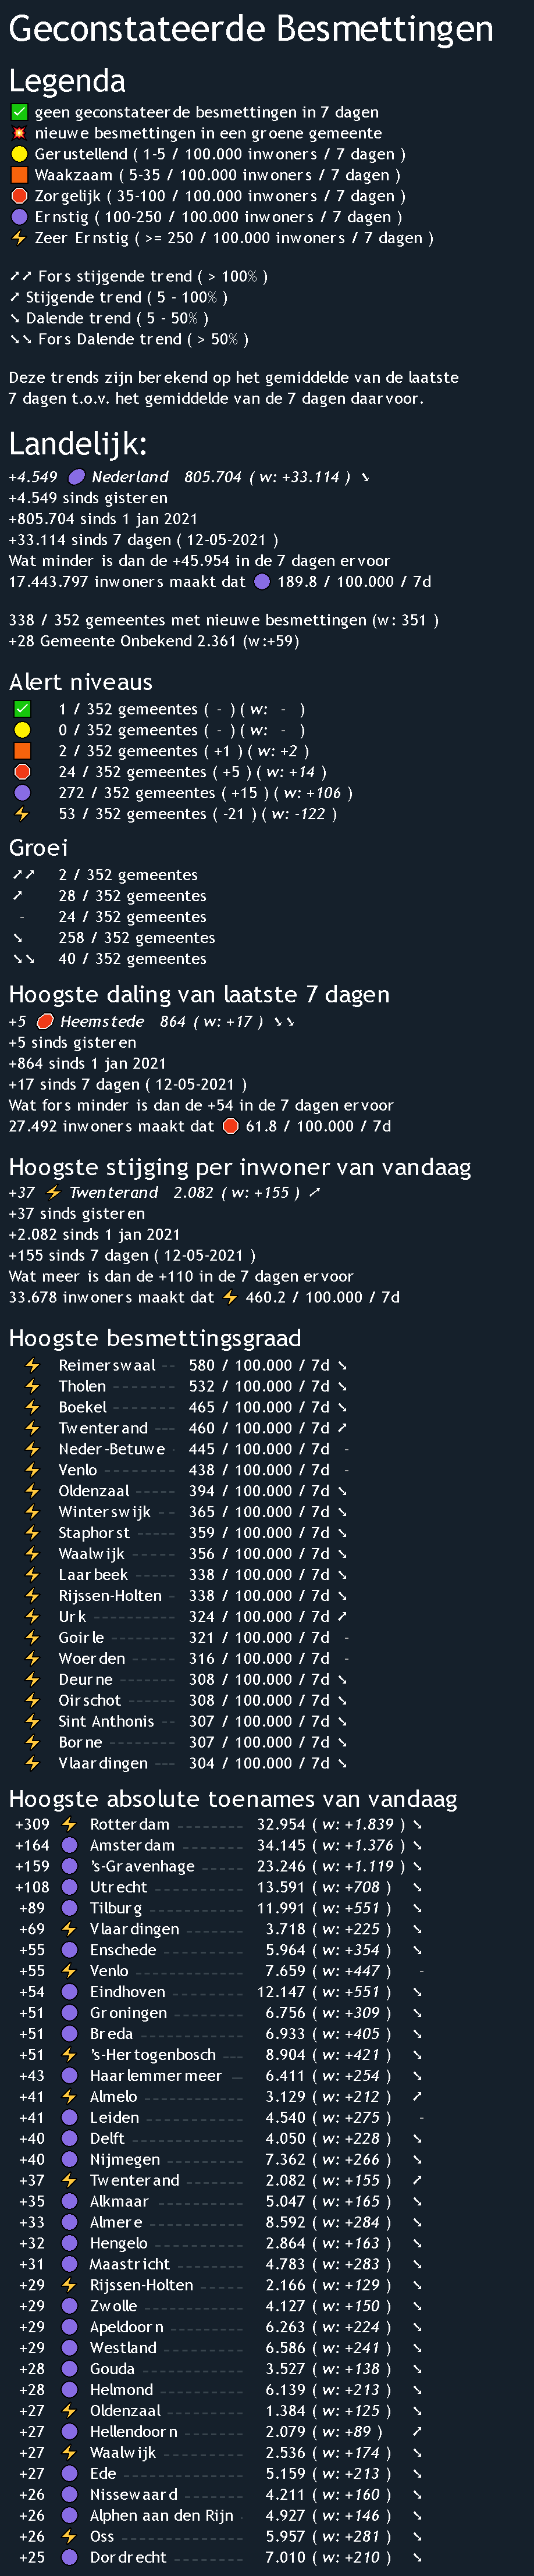 Geconstateerde Besmettingen
Legenda
geen geconstateerde besmettingen in 7 dagen
nieuwe besmettingen in een groene gemeente
Gerustellend ( 1-5 / 100.000 inwoners / 7 dagen )
Waakzaam ( 5-35 / 100.000 inwoners / 7 dagen )
Zorgelijk ( 35-100 / 100.000 inwoners / 7 dagen )
Ernstig ( 100-250 / 100.000 inwoners / 7 dagen )
Zeer Ernstig ( >= 250 / 100.000 inwoners / 7 dagen )
➚➚ Fors stijgende trend ( > 100% )
➚ Stijgende trend ( 5 - 100% )
➘ Dalende trend ( 5 - 50% )
➘➘ Fors Dalende trend ( > 50% )
Deze trends zijn berekend op het gemiddelde van de laatste
7 dagen t.o.v. het gemiddelde van de 7 dagen daarvoor.
Landelijk:
+4.549 Nederland 805.704 ( w: +33.114 ) ➘
+4.549 sinds gisteren
+805.704 sinds 1 jan 2021
+33.114 sinds 7 dagen ( 12-05-2021 )
Wat minder is dan de +45.954 in de 7 dagen ervoor
17.443.797 inwoners maakt dat 189.8 / 100.000 / 7d
338 / 352 gemeentes met nieuwe besmettingen (w: 351 )
+28 Gemeente Onbekend 2.361 (w:+59)
Alert niveaus
1 / 352 gemeentes ( - ) ( w: - )
0 / 352 gemeentes ( - ) ( w: - )
2 / 352 gemeentes ( +1 ) ( w: +2 )
24 / 352 gemeentes ( +5 ) ( w: +14 )
272 / 352 gemeentes ( +15 ) ( w: +106 )
53 / 352 gemeentes ( -21 ) ( w: -122 )
Groei
➚➚ 2 / 352 gemeentes
➚ 28 / 352 gemeentes
- 24 / 352 gemeentes
➘ 258 / 352 gemeentes
➘➘ 40 / 352 gemeentes
Hoogste daling van laatste 7 dagen
+5 Heemstede 864 ( w: +17 ) ➘➘
+5 sinds gisteren
+864 sinds 1 jan 2021
+17 sinds 7 dagen ( 12-05-2021 )
Wat fors minder is dan de +54 in de 7 dagen ervoor
27.492 inwoners maakt dat 61.8 / 100.000 / 7d
Hoogste stijging per inwoner van vandaag
+37 Twenterand 2.082 ( w: +155 ) ➚
+37 sinds gisteren
+2.082 sinds 1 jan 2021
+155 sinds 7 dagen ( 12-05-2021 )
Wat meer is dan de +110 in de 7 dagen ervoor
33.678 inwoners maakt dat 460.2 / 100.000 / 7d
Hoogste besmettingsgraad
Reimerswaal -- 580 / 100.000 / 7d ➘
Tholen ------- 532 / 100.000 / 7d ➘
Boekel ------- 465 / 100.000 / 7d ➘
Twenterand --- 460 / 100.000 / 7d ➚
Neder-Betuwe - 445 / 100.000 / 7d -
Venlo -------- 438 / 100.000 / 7d -
Oldenzaal ---- 394 / 100.000 / 7d ➘
Winterswijk -- 365 / 100.000 / 7d ➘
Staphorst ---- 359 / 100.000 / 7d ➘
Waalwijk ----- 356 / 100.000 / 7d ➘
Laarbeek ----- 338 / 100.000 / 7d ➘
Rijssen-Holten - 338 / 100.000 / 7d ➘
Urk --------- 324 / 100.000 / 7d ➚
Goirle ------- 321 / 100.000 / 7d -
Woerden ------ 316 / 100.000 / 7d -
Deurne ------- 308 / 100.000 / 7d ➘
Oirschot ----- 308 / 100.000 / 7d ➘
Sint Anthonis -- 307 / 100.000 / 7d ➘
Borne -------- 307 / 100.000 / 7d ➘
Vlaardingen --- 304 / 100.000 / 7d ➘
Hoogste absolute toenames van vandaag
+309 Rotterdam -------- 32.954 ( w: +1.839 ) ➘
+164 Amsterdam -------- 34.145 ( w: +1.376 ) ➘
+159 's-Gravenhage ------ 23.246 ( w: +1.119 ) ➘
+108 Utrecht ---------- 13.591 ( w: +708 ) ➘
+89 Tilburg ---------- 11.991 ( w: +551 ) ➘
+69 Vlaardingen ------- 3.718 ( w: +225 ) ➘
+55 Enschede --------- 5.964 ( w: +354 ) ➘
+55 Venlo ------------ 7.659 ( w: +447 ) -
+54 Eindhoven -------- 12.147 ( w: +551 ) ➘
+51 Groningen -------- 6.756 ( w: +309 ) ➘
+51 Breda ------------ 6.933 ( w: +405 ) ➘
+51 's-Hertogenbosch --- 8.904 ( w: +421 ) ➘
+43 Haarlemmermeer -- 6.411 ( w: +254 ) ➘
+41 Almelo ----------- 3.129 ( w: +212 ) ➚
+41 Leiden ----------- 4.540 ( w: +275 ) -
+40 Delft ------------ 4.050 ( w: +228 ) ➘
+40 Nijmegen --------- 7.362 ( w: +266 ) ➘
+37 Twenterand ------- 2.082 ( w: +155 ) ➚
+35 Alkmaar ---------- 5.047 ( w: +165 ) ➘
+33 Almere ----------- 8.592 ( w: +284 ) ➘
+32 Hengelo ---------- 2.864 ( w: +163 ) ➘
+31 Maastricht -------- 4.783 ( w: +283 ) ➘
+29 Rijssen-Holten ----- 2.166 ( w: +129 ) ➘
+29 Zwolle ----------- 4.127 ( w: +150 ) ➘
+29 Apeldoorn -------- 6.263 ( w: +224 ) ➘
+29 Westland --------- 6.586 ( w: +241 ) ➘
+28 Gouda ------------ 3.527 ( w: +138 ) ➘
+28 Helmond ---------- 6.139 ( w: +213 ) ➘
+27 Oldenzaal --------- 1.384 ( w: +125 ) ➘
+27 Hellendoorn ------- 2.079 ( w: +89 ) ➚
+27 Waalwijk --------- 2.536 ( w: +174 ) ➘
+27 Ede -------------- 5.159 ( w: +213 ) ➘
+26 Nissewaard ------- 4.211 ( w: +160 ) ➘
+26 Alphen aan den Rijn - 4.927 ( w: +146 ) ➘
+26 Oss -------------- 5.957 ( w: +281 ) ➘
+25 Dordrecht -------- 7.010 ( w: +210 ) ➘